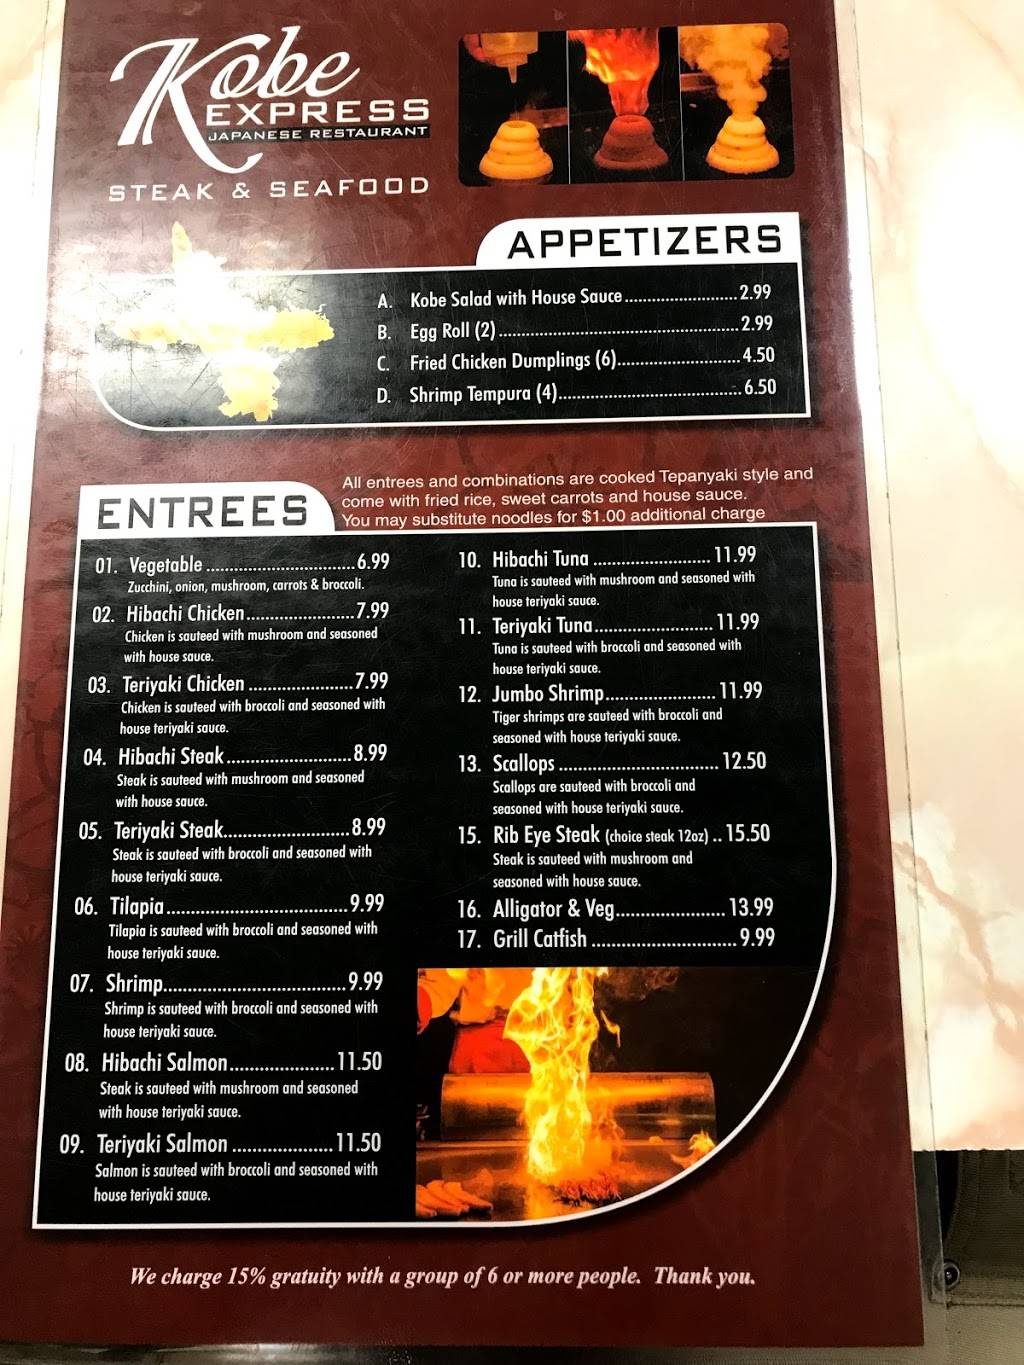 Kobe
EXPRESS
JAPANESE RESTAURANT
STEAK & SEAFOOD
APPETIZERS
A. Kobe Salad with House Sauce.........................2.99
B. Egg Roll (2).....................................................2.99
C. Fried Chicken Dumplings (6)...........................4.50
D. Shrimp Tempura (4)........................................6.50
ENTREES
All entrees and combinations are cooked Tepanyaki style and
come with fried rice, sweet carrots and house sauce.
You may substitute noodles for $1.00 additional charge
01. Vegetable ................................6.99
Zucchini, onion, mushroom, carrots & broccoli.
02. Hibachi Chicken.......................7.99
Chicken is sauteed with mushroom and seasoned
with house sauce.
03. Teriyaki Chicken ......................7.99
Chicken is sauteed with broccoli and seasoned with
house teriyaki sauce.
04. Hibachi Steak..........................8.99
Steak is sauteed with mushroom and seasoned
with house sauce.
05. Teriyaki Steak..........................8.99
Steak is sauteed with broccoli and seasoned with
house teriyaki sauce.
06. Tilapia.....................................9.99
Tilapia is sauteed with broccoli and seasoned with
house teriyaki sauce.
07. Shrimp.....................................9.99
Shrimp is sauteed with broccoli and seasoned with
house teriyaki sauce.
08. Hibachi Salmon.....................11.50
Steak is sauteed with mushroom and seasoned
with house teriyaki sauce.
09. Teriyaki Salmon ....................11.50
Salmon is sauteed with broccoli and seasoned with
house teriyaki sauce.
10. Hibachi Tuna ........................11.99
Tuna is sauteed with mushroom and seasoned with
house teriyaki sauce.
11. Teriyaki Tuna........................11.99
Tuna is sauteed with broccoli and seasoned with
house teriyaki sauce.
12. Jumbo Shrimp......................11.99
Tiger shrimps are sauteed with broccoli and
seasoned with house teriyaki sauce.
13. Scallops ................................12.50
Scallops are sauteed with broccoli and
seasoned with house teriyaki sauce.
15. Rib Eye Steak (choice steak 12oz) ..15.50
Steak is sauteed with mushroom and
seasoned with house sauce.
16. Alligator & Veg......................13.99
17. Grill Catfish .............................9.99
We charge 15% gratuity with a group of 6 or more people. Thank you.